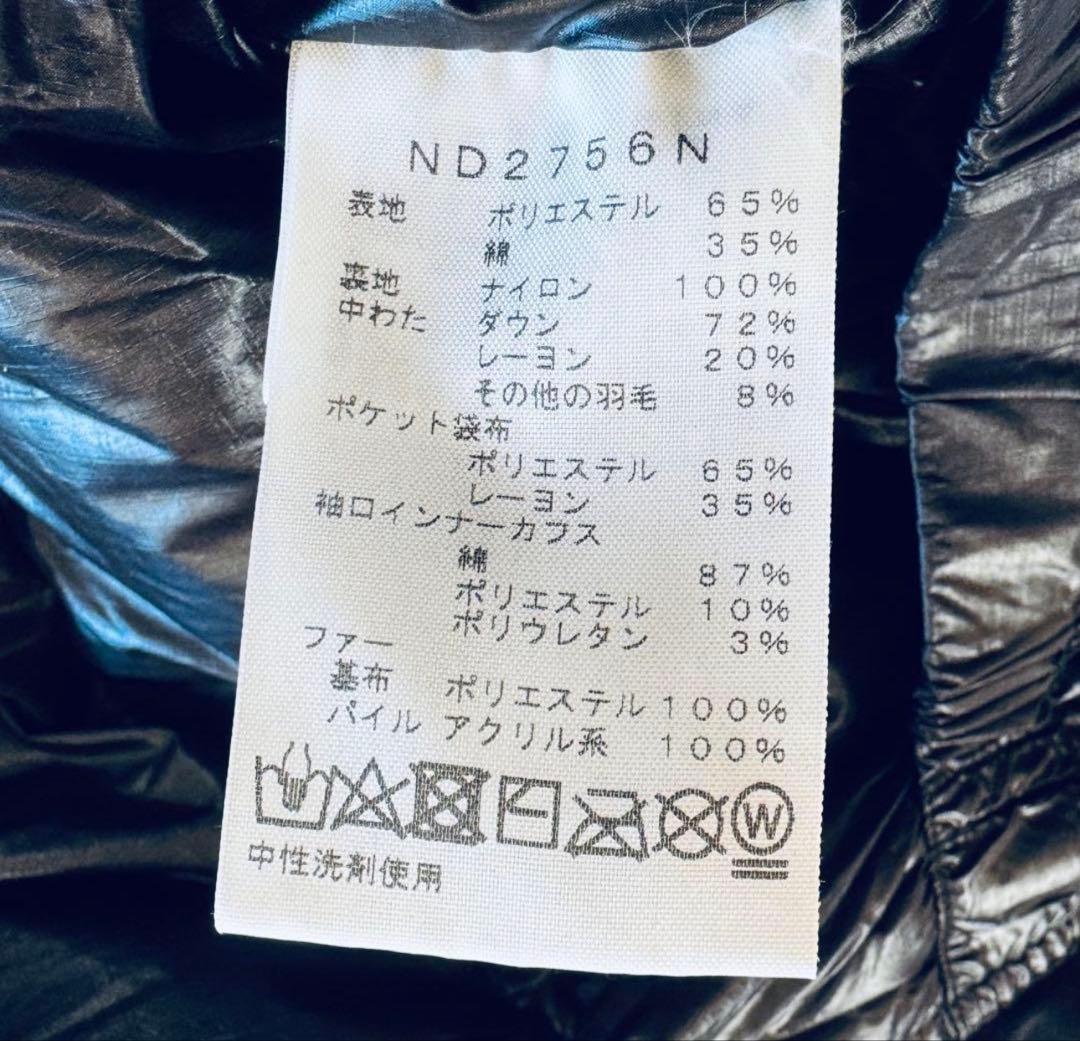 ND2756N
表地 ポリエステル 65%
綿 35%
裏地 ナイロン 100%
中わた ダウン 72%
レーヨン 20%
その他の羽毛 8%
ポケット袋布
ポリエステル 65%
レーヨン 35%
袖口インナーカフス
綿 87%
ポリエステル 10%
ポリウレタン 3%
ファー
基布 ポリエステル 100%
パイル アクリル系 100%
W
中性洗剤使用